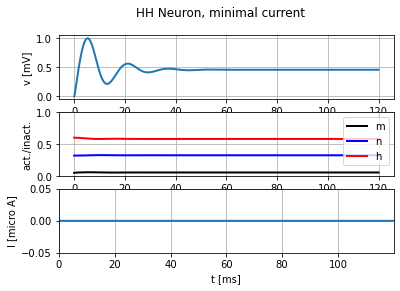 HH Neuron, minimal current
v [mV]
1.0
0.5
0.0
0 20 40 60 80 100 120
act./inact.
1.0
0.5
0.0
m
n
h
0 20 40 60 80 100 120
I [micro A]
0.05
0.00
−0.05
0 20 40 60 80 100
t [ms]